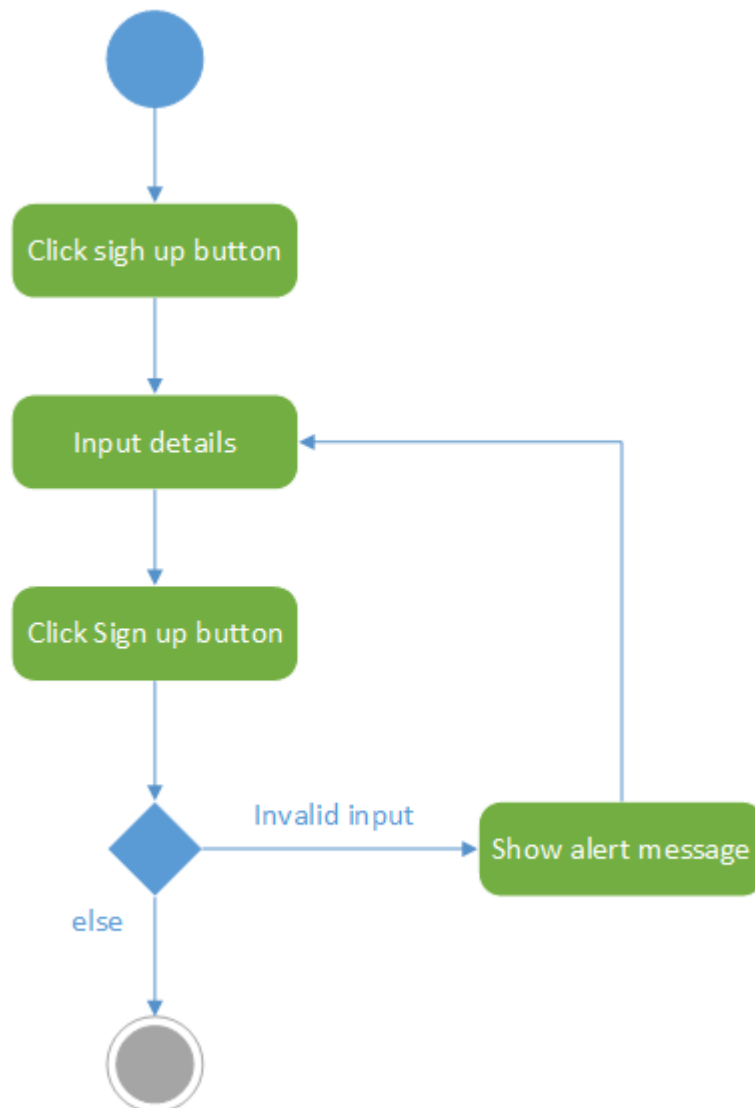 Click sigh up button
Input details
Click Sign up button
Invalid input
Show alert message
else